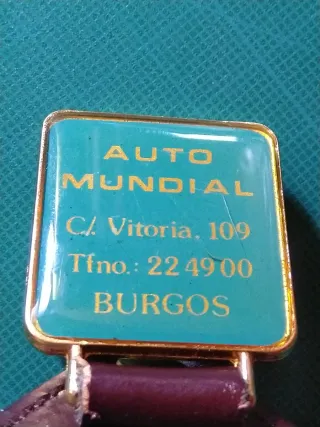 AUTO
MUNDIAL
C/. Vitoria. 109
Tfno.: 22 49 00
BURGOS